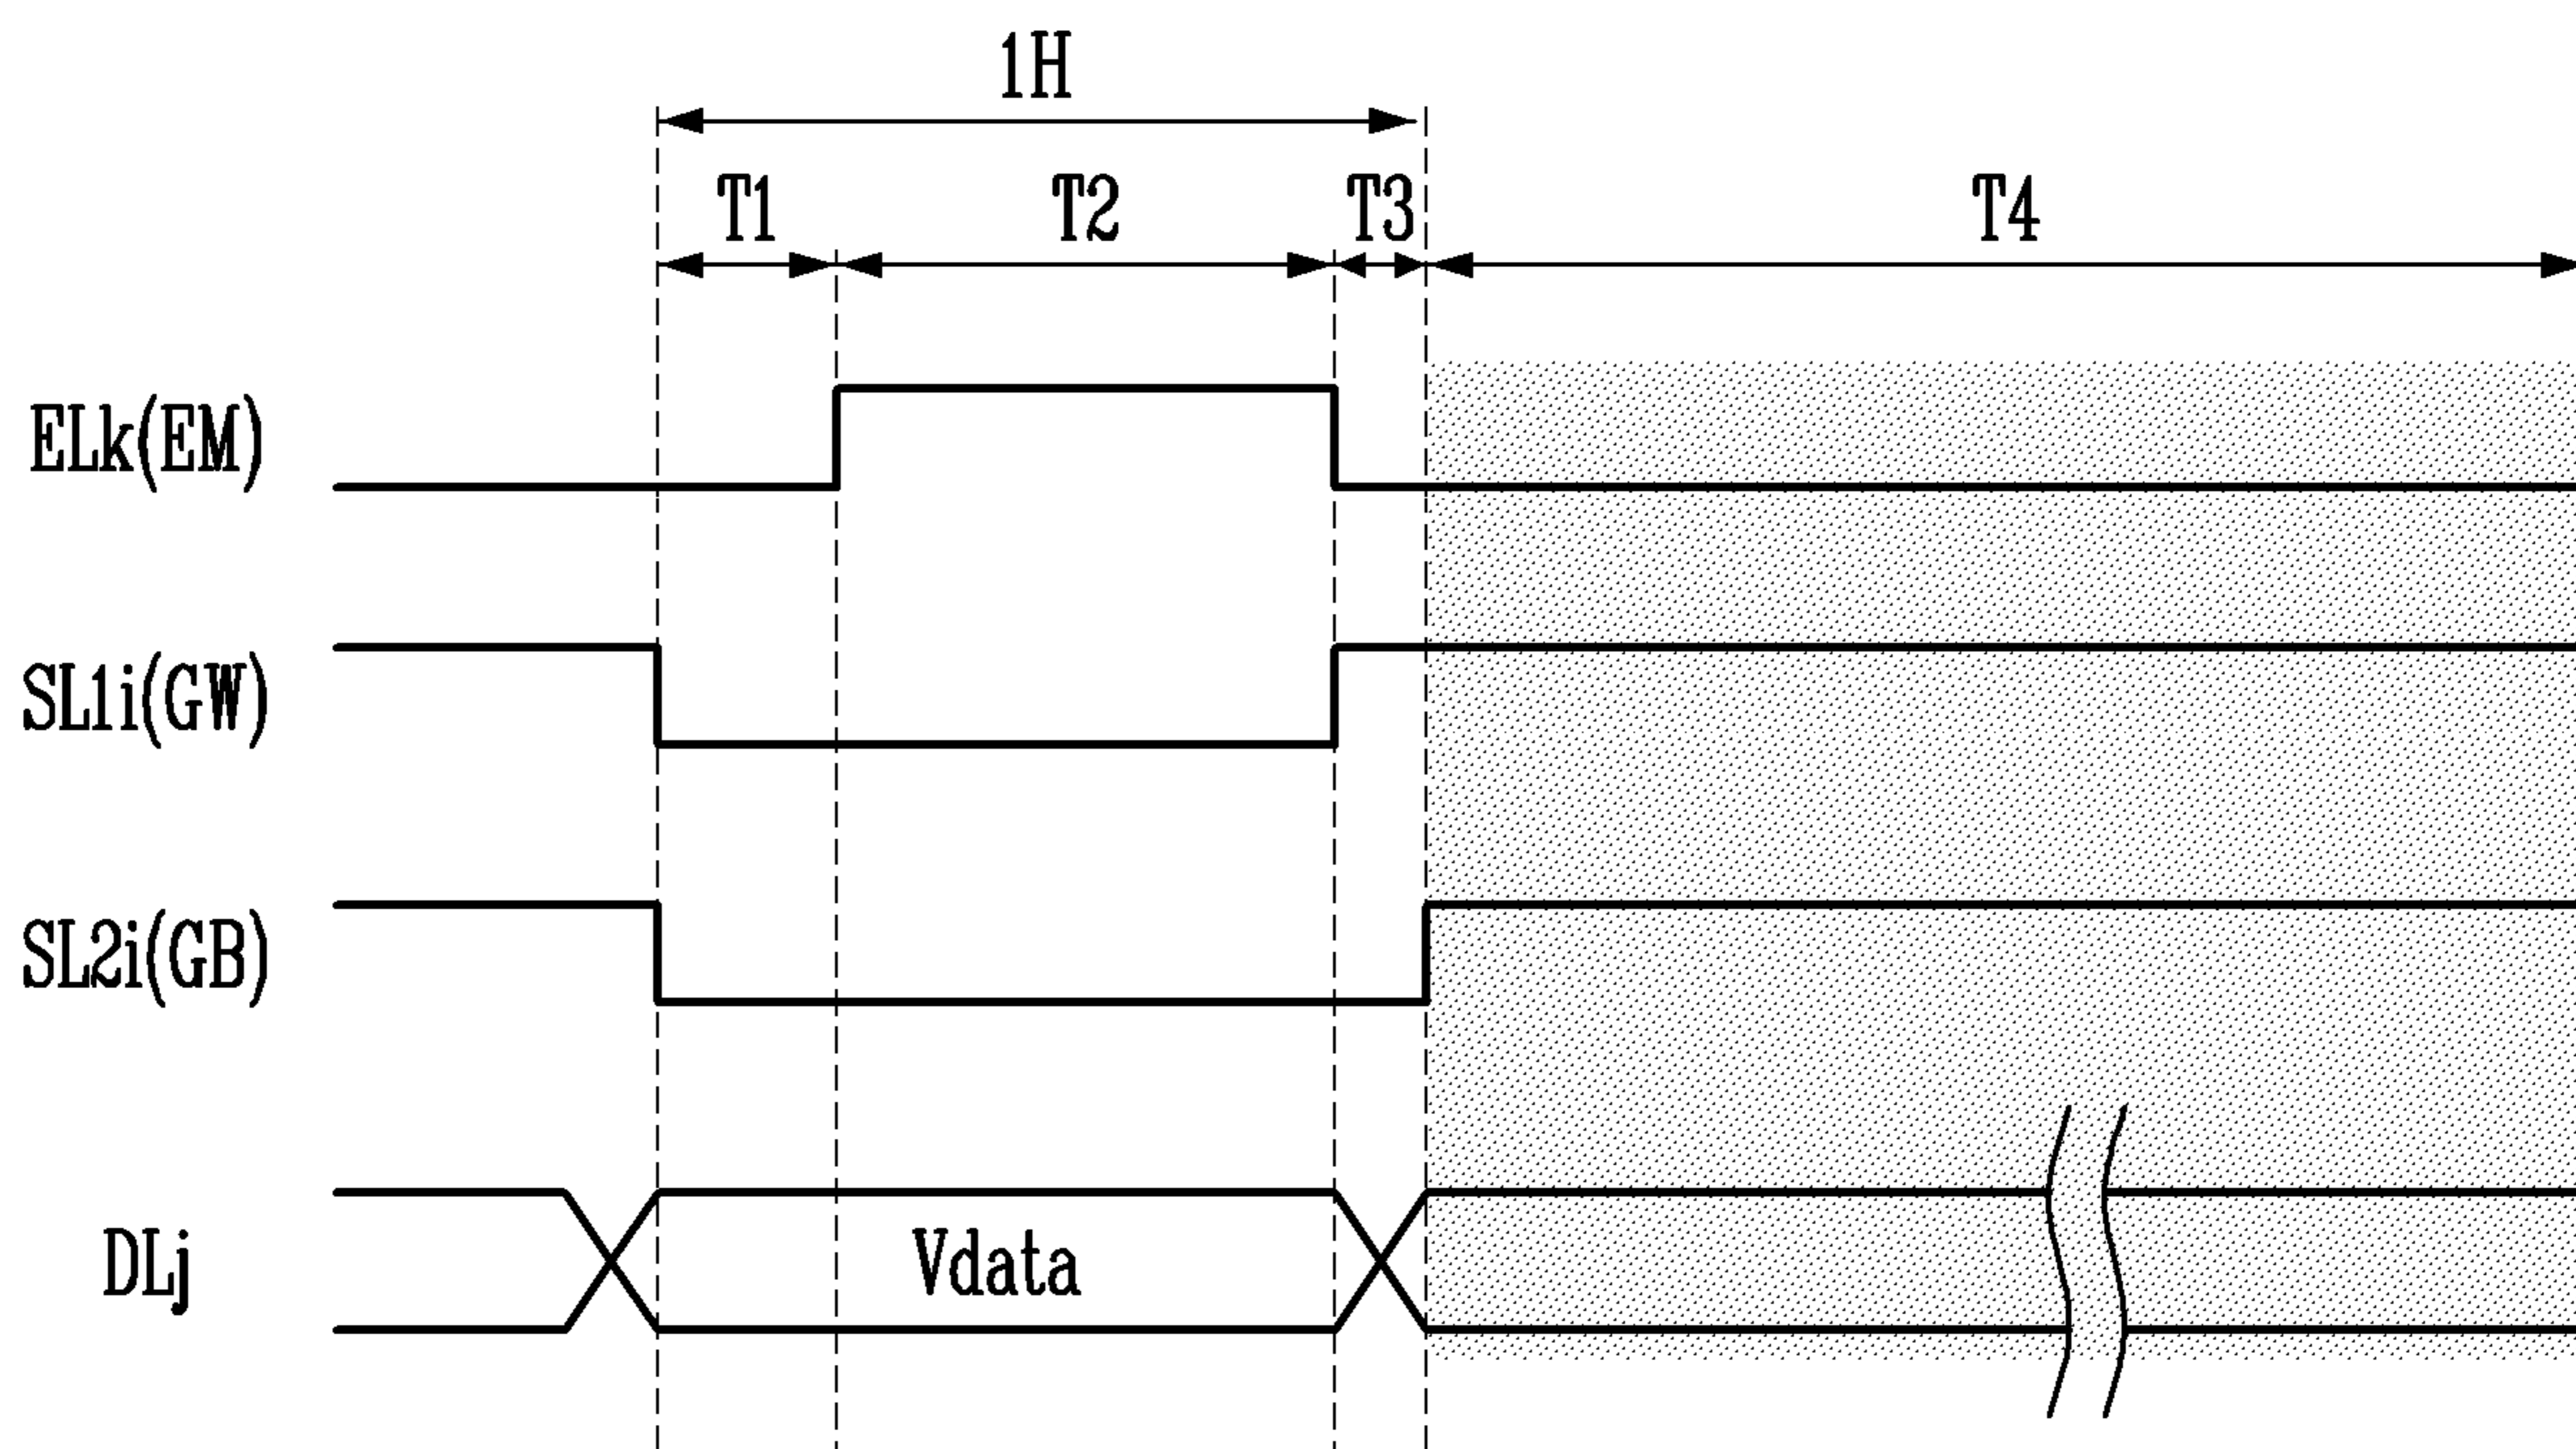 1H
T1 T2 T3 T4
ELk(EM)
SL1i(GW)
SL2i(GB)
DLj Vdata